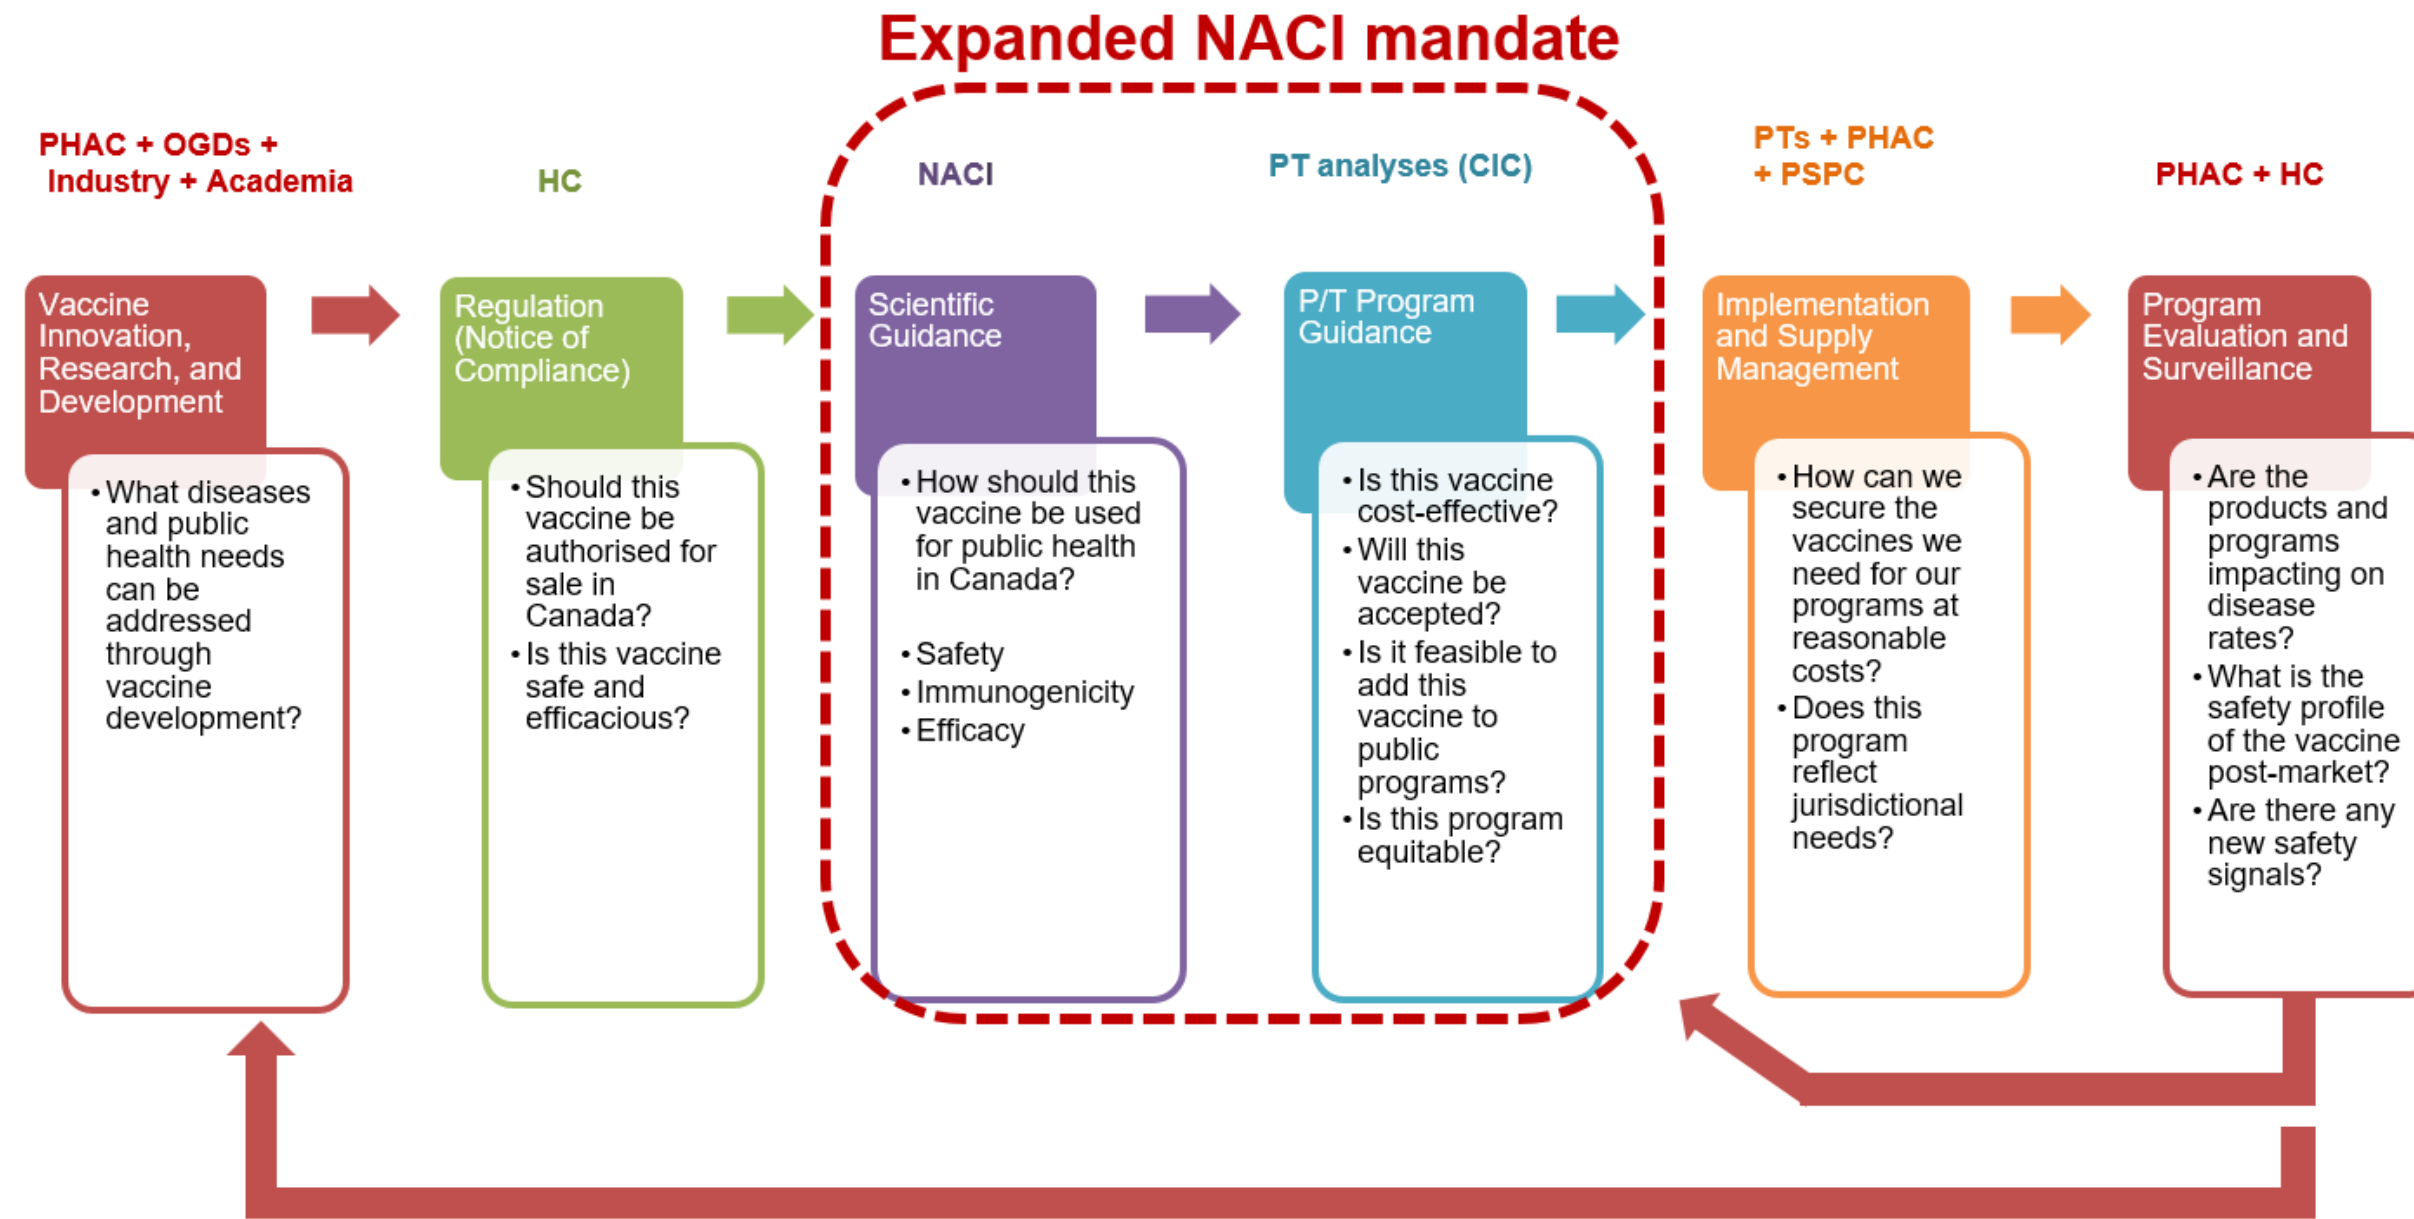 Expanded NACI mandate
PHAC + OGDs +
Industry + Academia
HC
NACI
PT analyses (CIC)
PTs + PHAC
+ PSPC
PHAC + HC
Vaccine
Innovation,
Research, and
Development
• What diseases
and public
health needs
can be
addressed
through
vaccine
development?
Regulation
(Notice of
Compliance)
• Should this
vaccine be
authorised for
sale in
Canada?
• Is this vaccine
safe and
efficacious?
Scientific
Guidance
• How should this
vaccine be used
for public health
in Canada?
• Safety
• Immunogenicity
• Efficacy
P/T Program
Guidance
• Is this vaccine
cost-effective?
• Will this
vaccine be
accepted?
• Is it feasible to
add this
vaccine to
public
programs?
• Is this program
equitable?
Implementation
and Supply
Management
• How can we
secure the
vaccines we
need for our
programs at
reasonable
costs?
• Does this
program
reflect
jurisdictional
needs?
Program
Evaluation and
Surveillance
• Are the
products and
programs
impacting on
disease
rates?
• What is the
safety profile
of the vaccine
post-market?
• Are there any
new safety
signals?